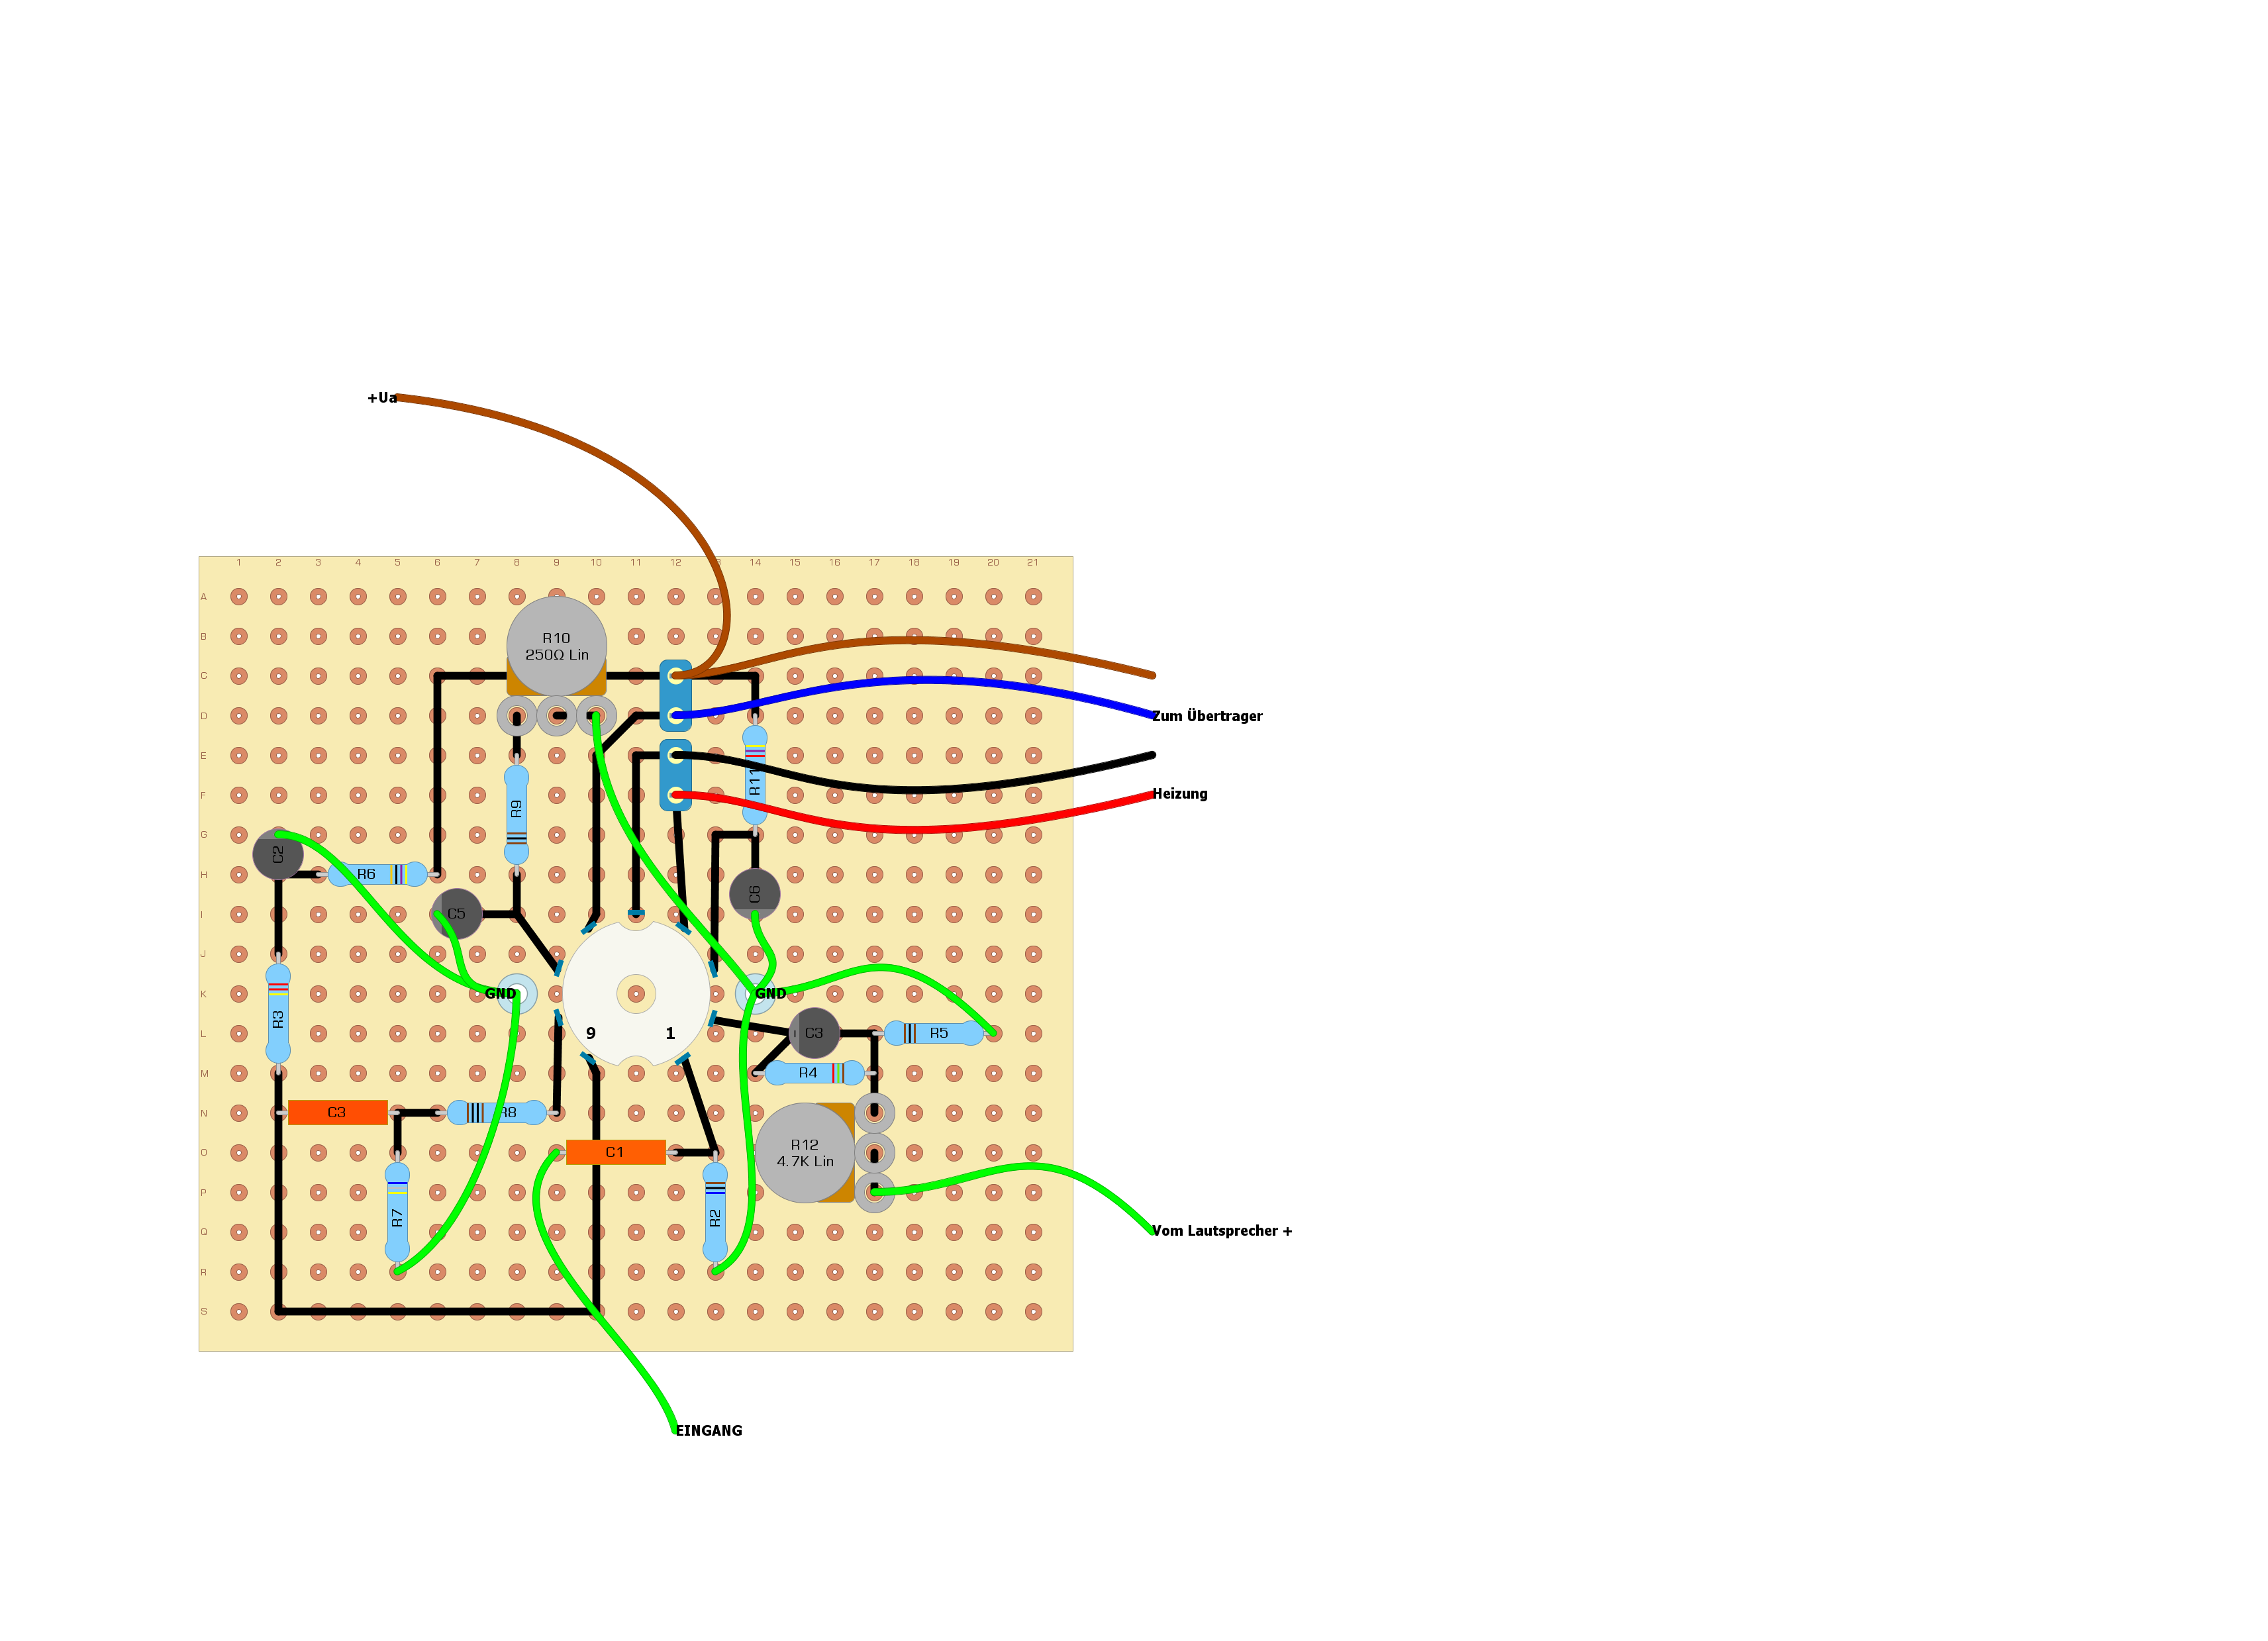 +Ua
1 2 3 4 5 6 7 8 9 10 11 12 13 14 15 16 17 18 19 20 21
A
B
R10
250Ω Lin
C
D
Zum Übertrager
E
R11
F
Heizung
R9
G
C2
H
R6
C6
I
C5
J
K
GND
GND
L
R3
9
1
C3
R5
M
R4
N
C3
R8
O
C1
R12
4.7K Lin
P
R7
R2
Q
Vom Lautsprecher +
R
S
EINGANG